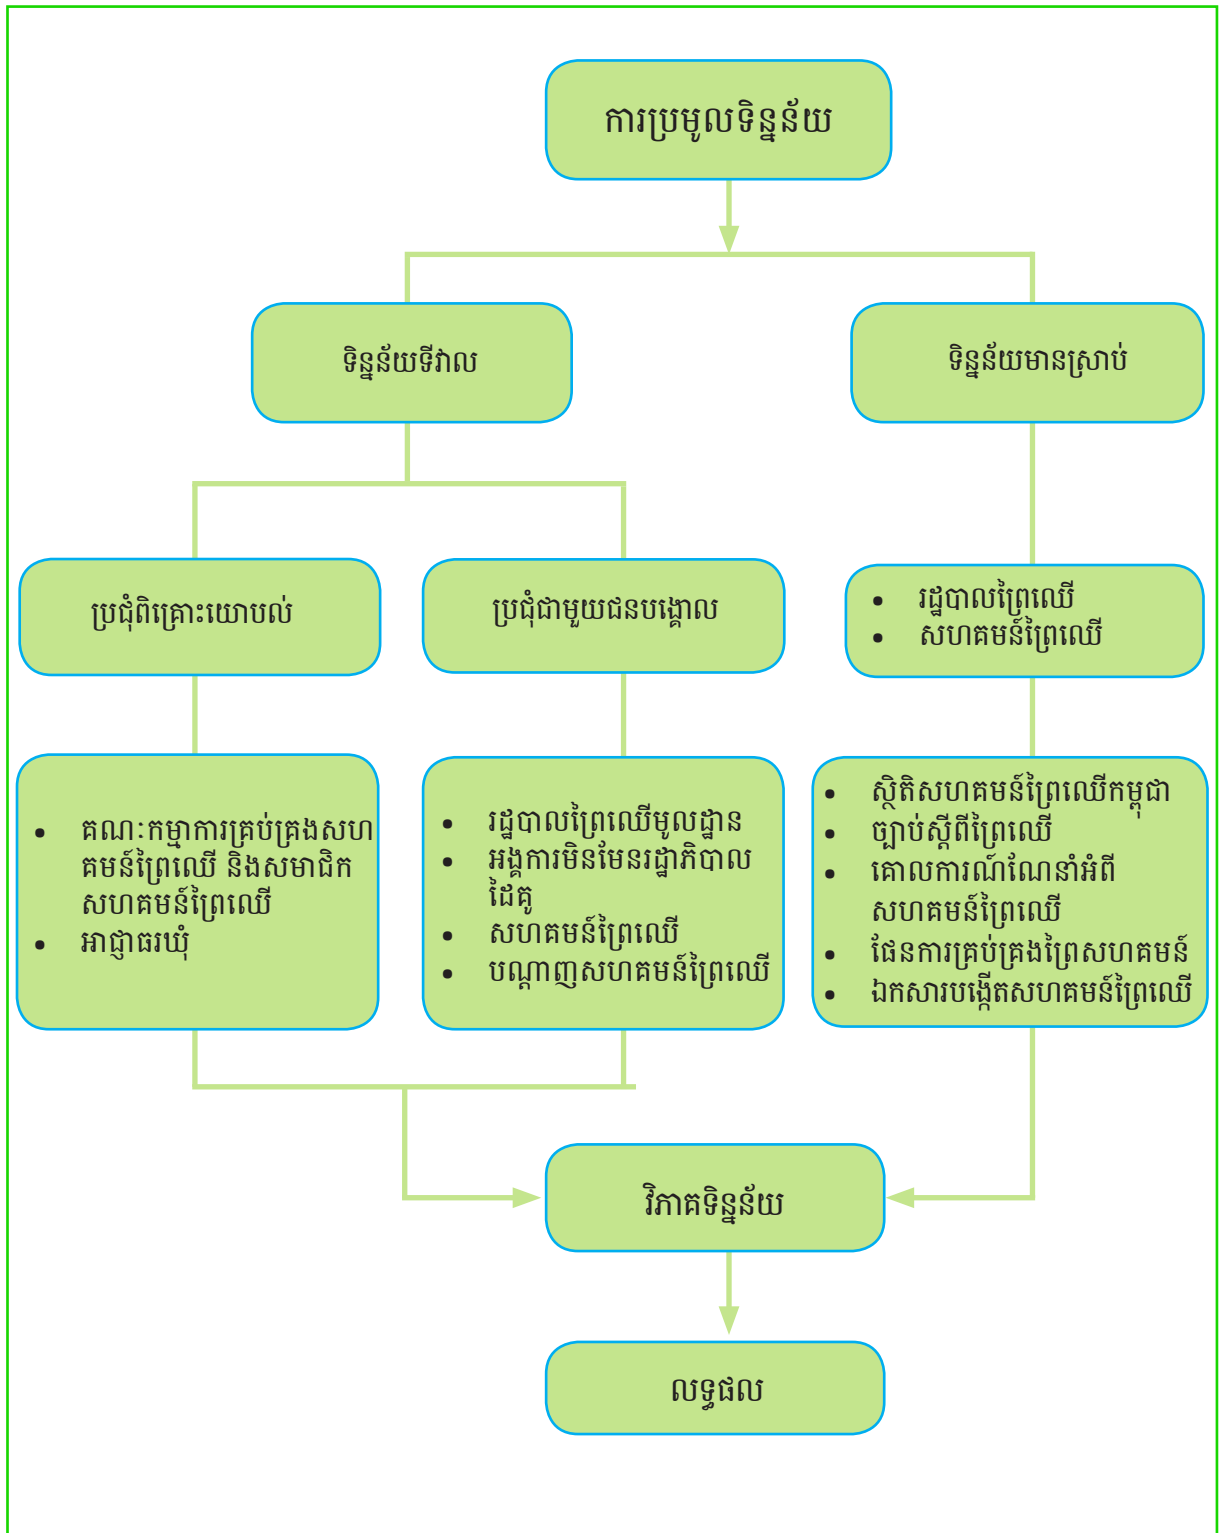 ការប្រមូលទិន្នន័យ
ទិន្នន័យទីវាល
ទិន្នន័យមានស្រាប់
ប្រជុំពិគ្រោះយោបល់
ប្រជុំជាមួយជនបង្គោល
• រដ្ឋបាលព្រៃឈើ
• សហគមន៍ព្រៃឈើ
• គណៈកម្មាការគ្រប់គ្រងសហ
គមន៍ព្រៃឈើ និងសមាជិក
សហគមន៍ព្រៃឈើ
• អាជ្ញាធរឃុំ
• រដ្ឋបាលព្រៃឈើមូលដ្ឋាន
• អង្គការមិនមែនរដ្ឋាភិបាល
ដៃគូ
• សហគមន៍ព្រៃឈើ
• បណ្តាញសហគមន៍ព្រៃឈើ
• ស្ថិតិសហគមន៍ព្រៃឈើកម្ពុជា
• ច្បាប់ស្តីពីព្រៃឈើ
• គោលការណ៍ណែនាំអំពី
សហគមន៍ព្រៃឈើ
• ផែនការគ្រប់គ្រងព្រៃសហគមន៍
• ឯកសារបង្កើតសហគមន៍ព្រៃឈើ
វិភាគទិន្នន័យ
លទ្ធផល